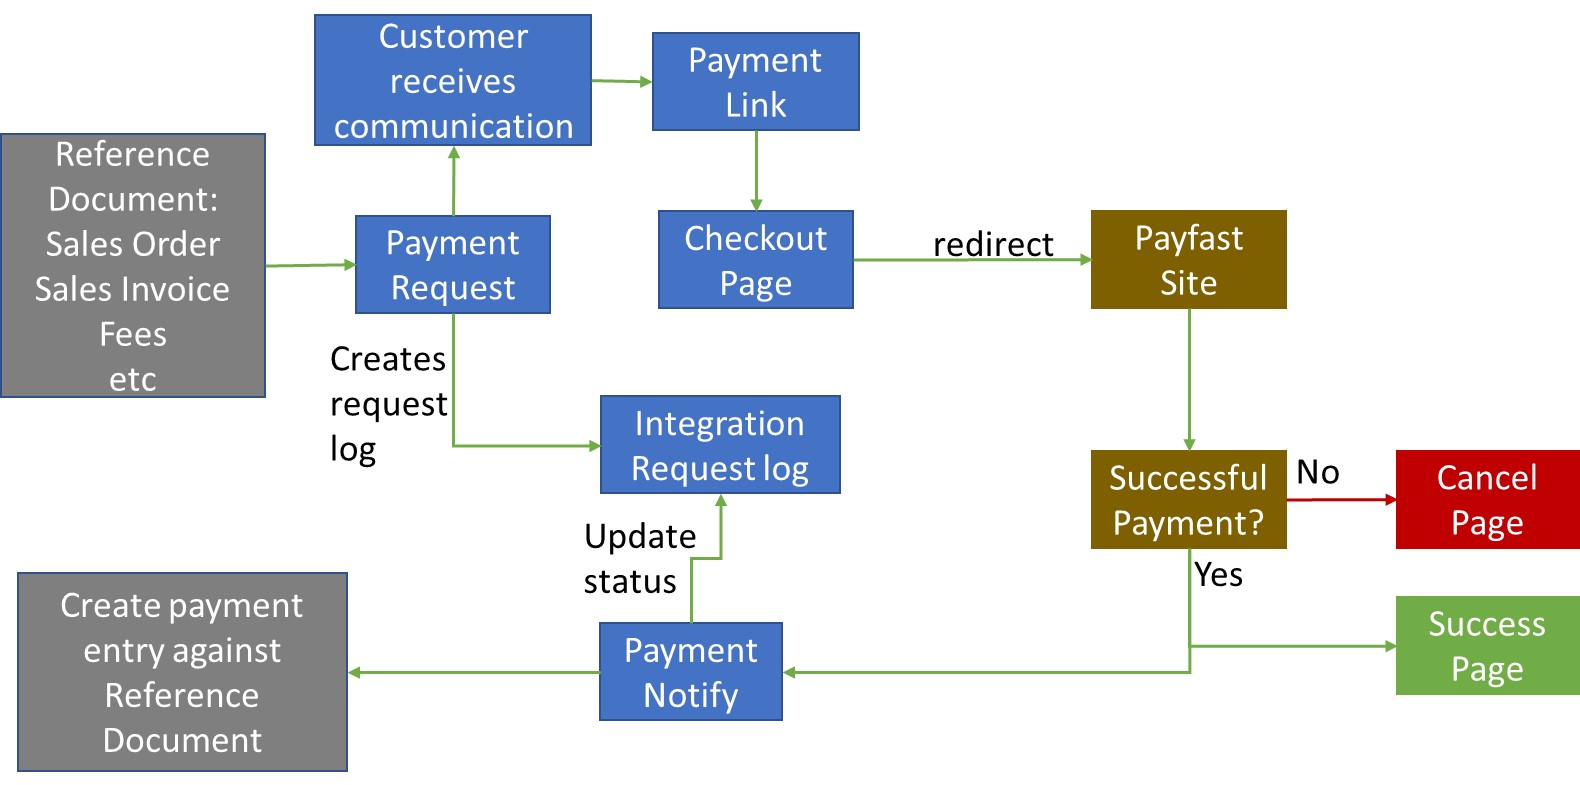 Customer
receives
communication
Payment
Link
Reference
Document:
Sales Order
Sales Invoice
Fees
etc
Payment
Request
Checkout
Page
redirect
Payfast
Site
Creates
request
log
Integration
Request log
Successful
Payment?
No
Cancel
Page
Update
status
Yes
Create payment
entry against
Reference
Document
Payment
Notify
Success
Page